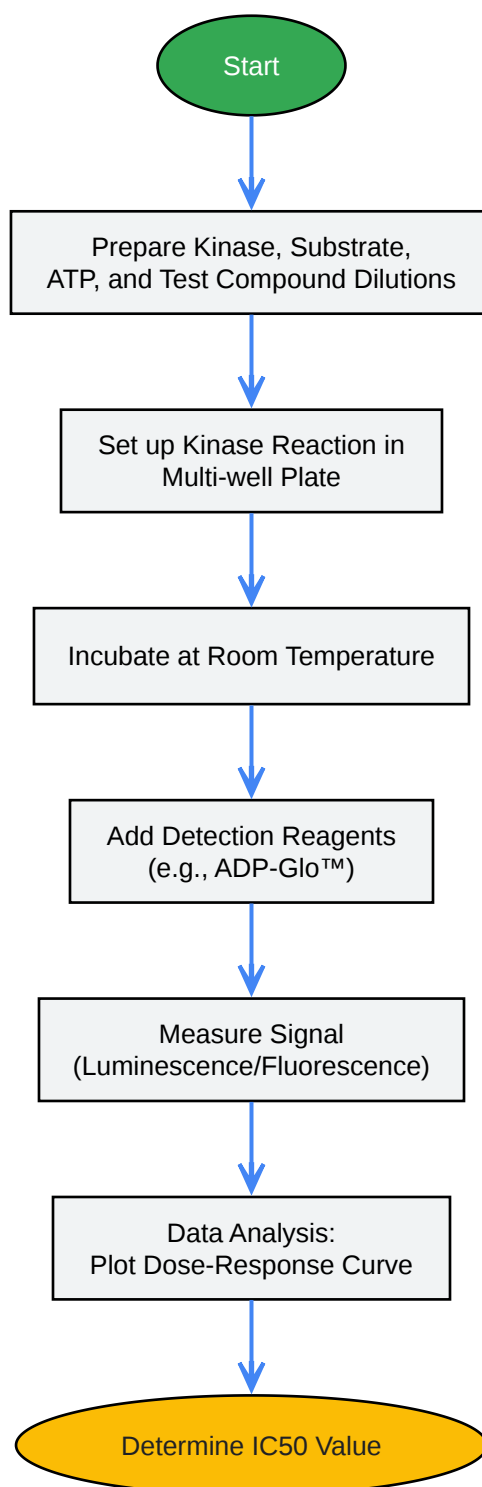 Start
Prepare Kinase, Substrate,
ATP, and Test Compound Dilutions
Set up Kinase Reaction in
Multi-well Plate
Incubate at Room Temperature
Add Detection Reagents
(e.g., ADP-Glo™)
Measure Signal
(Luminescence/Fluorescence)
Data Analysis:
Plot Dose-Response Curve
Determine IC50 Value